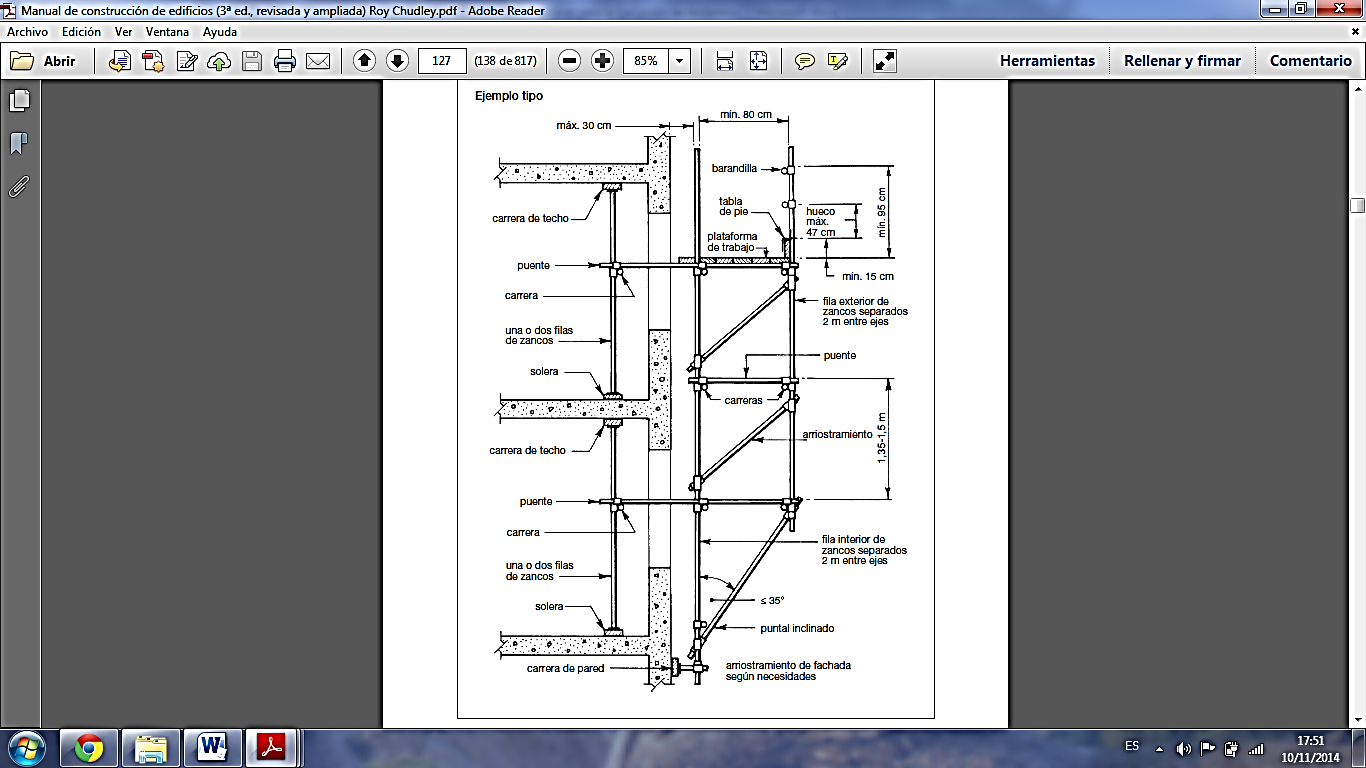 Manual de construcción de edificios (3ª ed., revisada y ampliada) Roy Chudley.pdf - Adobe Reader
Archivo Edición Ver Ventana Ayuda
Abrir
127
(138 de 817)
85%
Herramientas
Rellenar y firmar
Comentario
Ejemplo tipo
máx. 30 cm
mín. 80 cm
barandilla
tabla
de pie
hueco
máx.
47 cm
mín. 95 cm
carrera de techo
plataforma
de trabajo
puente
mín. 15 cm
carrera
fila exterior de
zancos separados
2 m entre ejes
una o dos filas
de zancos
puente
solera
carreras
arriostramiento
1,35-1,5 m
carrera de techo
puente
carrera
fila interior de
zancos separados
2 m entre ejes
una o dos filas
de zancos
≤ 35°
solera
puntal inclinado
carrera de pared
arriostramiento de fachada
según necesidades
ES
17:51
10/11/2014